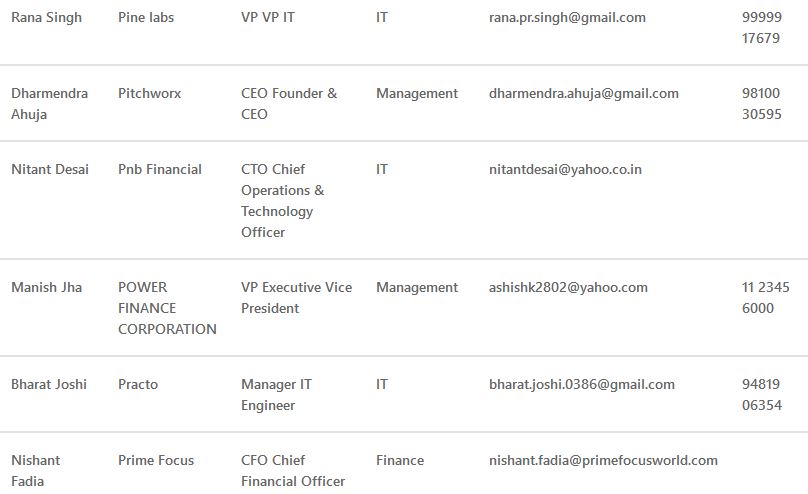 Rana Singh Pine labs VP VP IT IT rana.pr.singh@gmail.com 99999
17679
Dharmendra Pitchworx CEO Founder & Management dharmendra.ahuja@gmail.com 98100
Ahuja CEO 30595
Nitant Desai Pnb Financial CTO Chief IT nitantdesai@yahoo.co.in
Operations &
Technology
Officer
Manish Jha POWER VP Executive Vice Management ashishk2802@yahoo.com 11 2345
FINANCE President 6000
CORPORATION
Bharat Joshi Practo Manager IT IT bharat.joshi.0386@gmail.com 94819
Engineer 06354
Nishant Prime Focus CFO Chief Finance nishant.fadia@primefocusworld.com
Fadia Financial Officer